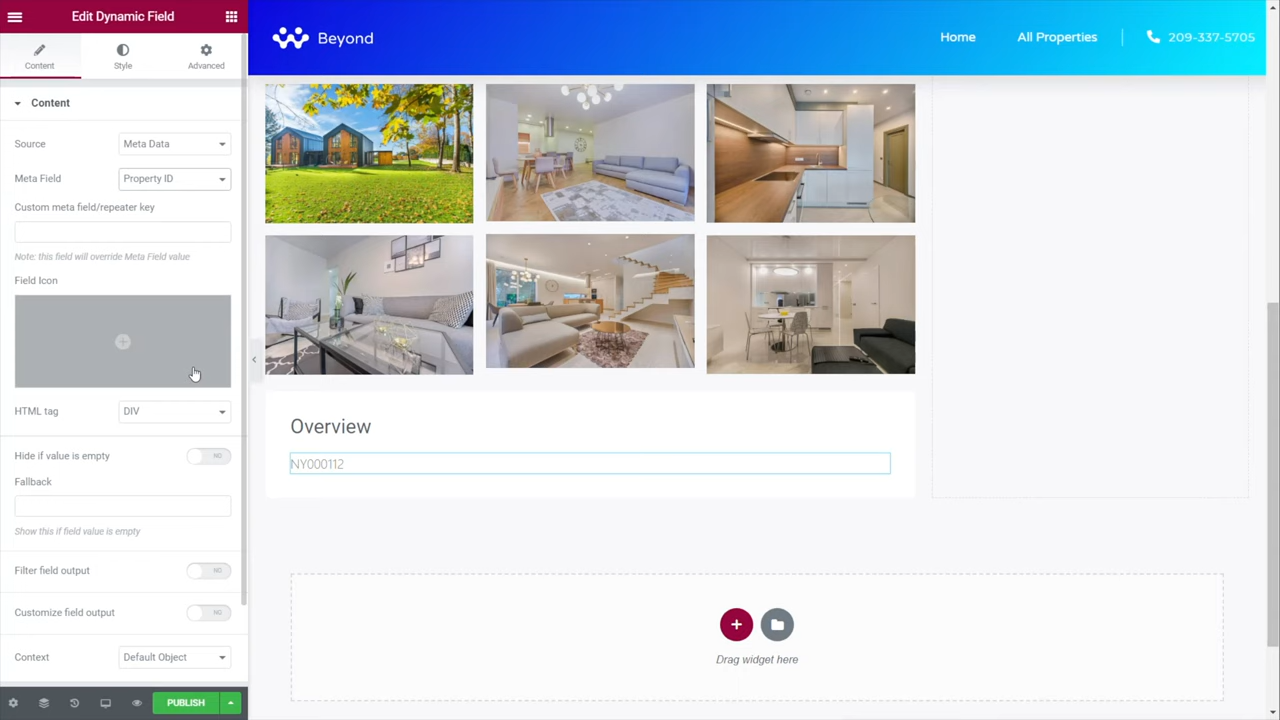 Edit Dynamic Field
Content
Style
Advanced
Content
Source
Meta Data
Meta Field
Property ID
Custom meta field/repeater key
Note: this field will override Meta Field value
Field Icon
HTML tag
DIV
Hide if value is empty
NO
Fallback
Show this if field value is empty
Filter field output
NO
Customize field output
NO
Context
Default Object
PUBLISH
Beyond
Home
All Properties
209-337-5705
Overview
NY000112
Drag widget here